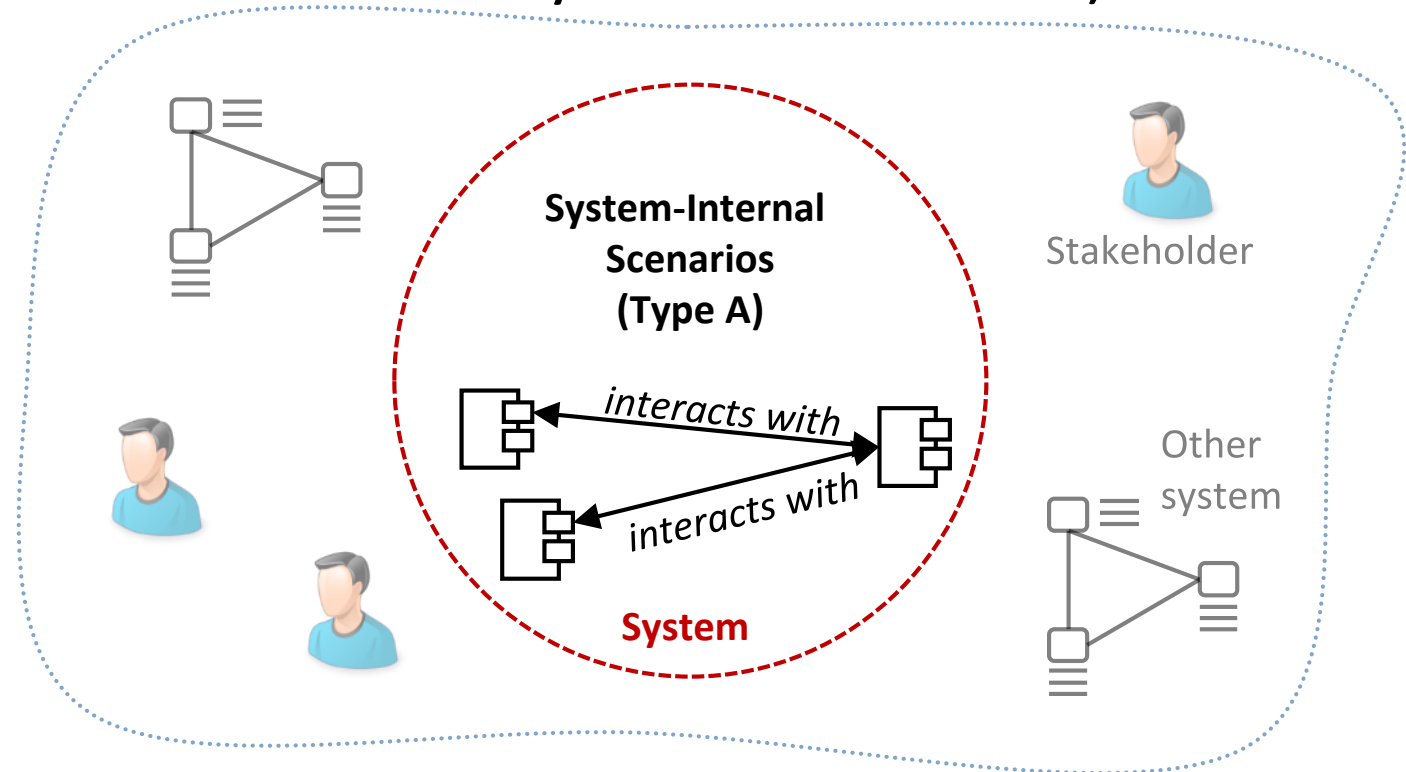 System-Internal
Scenarios
(Type A)
Stakeholder
interacts with
interacts with
Other
system
System